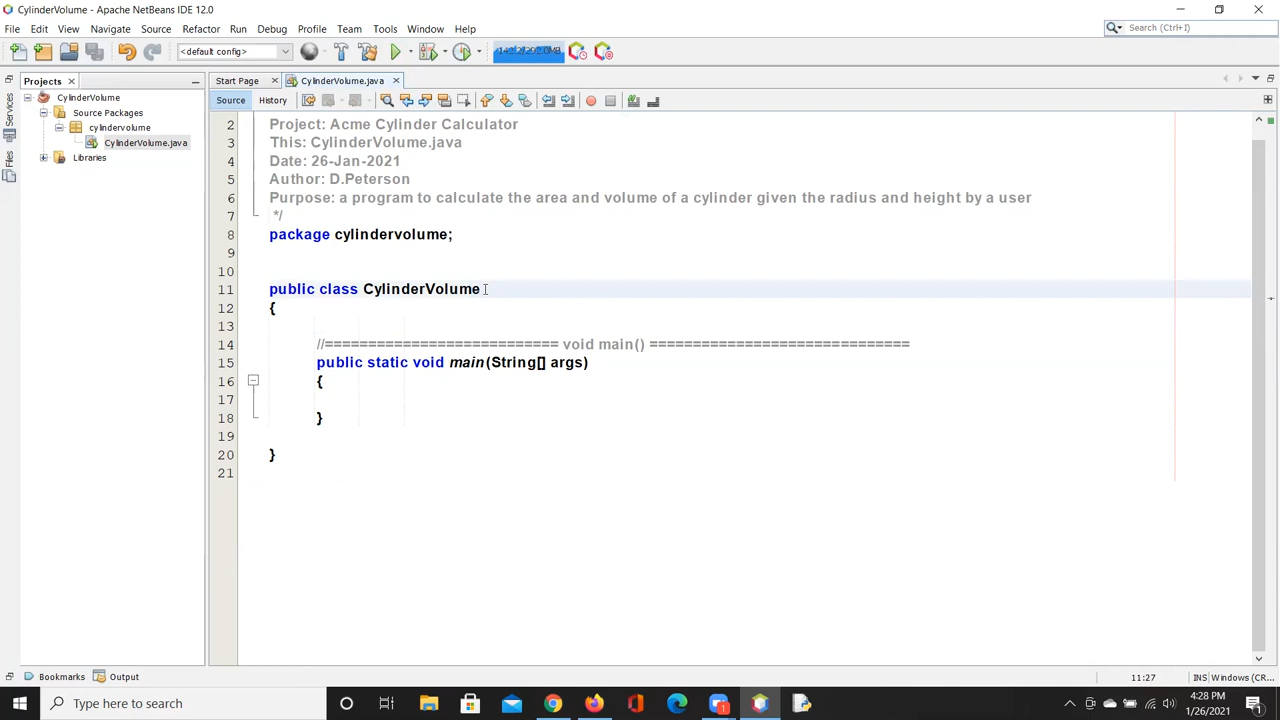 CylinderVolume - Apache NetBeans IDE 12.0
File Edit View Navigate Source Refactor Run Debug Profile Team Tools Window Help
Search (Ctrl+I)
<default config>
Projects
Start Page
CylinderVolume.java
Services
Files
CylinderVolume
Source Packages
cylindervolume
CylinderVolume.java
Libraries
Source
History
2 Project: Acme Cylinder Calculator
3 This: CylinderVolume.java
4 Date: 26-Jan-2021
5 Author: D.Peterson
6 Purpose: a program to calculate the area and volume of a cylinder given the radius and height by a user
7 */
8 package cylindervolume;
9
10
11 public class CylinderVolume
12 {
13
14 //=========================== void main() ==============================
15 public static void main(String[] args)
16 {
17
18 }
19
20 }
21
Bookmarks
Output
11:27
INS
Windows (CR...
Type here to search
1
4:28 PM
1/26/2021
1